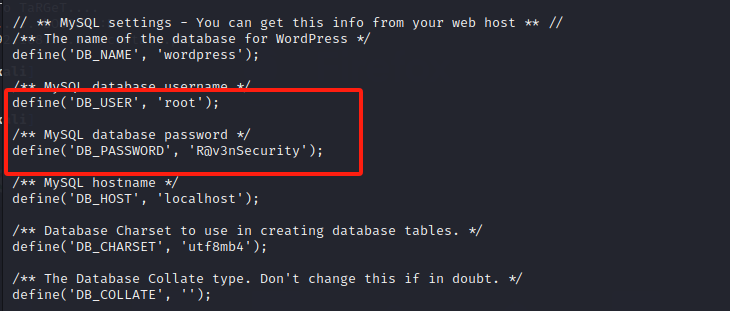 // ** MySQL settings - You can get this info from your web host ** //
/** The name of the database for WordPress */
define('DB_NAME', 'wordpress');
/** MySQL database username */
define('DB_USER', 'root');
/** MySQL database password */
define('DB_PASSWORD', 'R@v3nSecurity');
/** MySQL hostname */
define('DB_HOST', 'localhost');
/** Database Charset to use in creating database tables. */
define('DB_CHARSET', 'utf8mb4');
/** The Database Collate type. Don't change this if in doubt. */
define('DB_COLLATE', '');